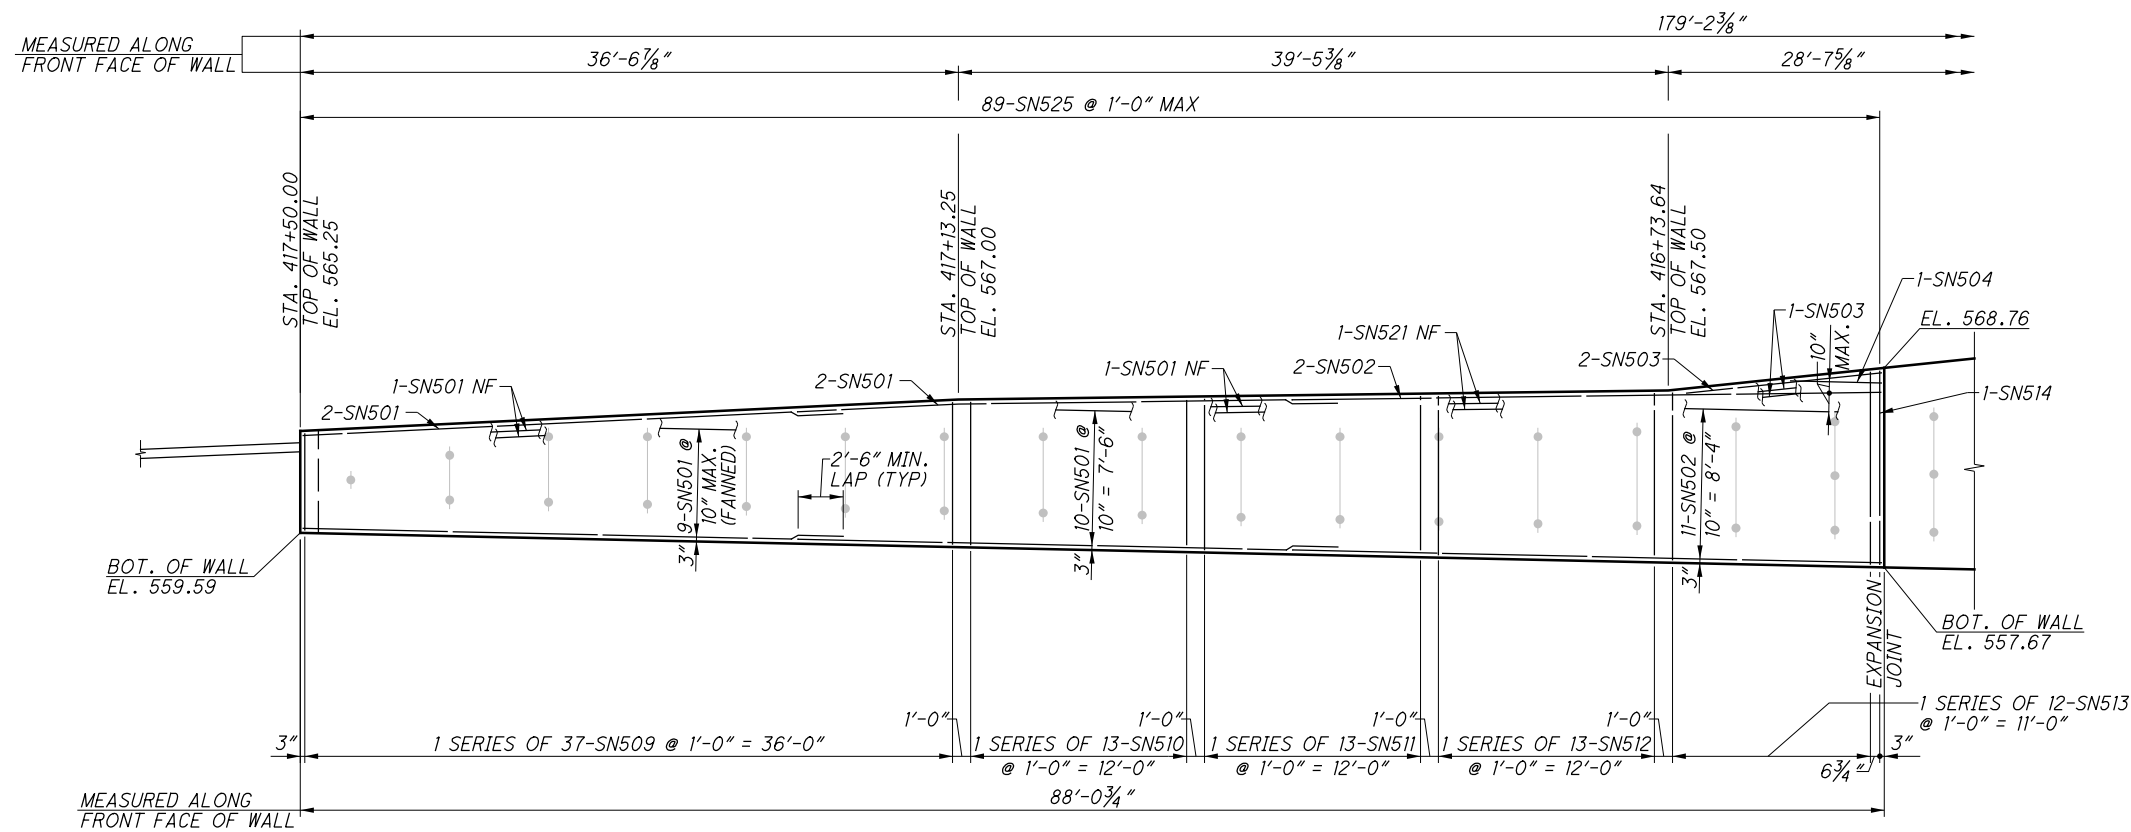 179'-2⅜"
MEASURED ALONG
FRONT FACE OF WALL
36'-6⅞"
39'-5⅜"
28'-7⅝"
89-SN525 @ 1'-0" MAX
STA. 417+50.00
TOP OF WALL
EL. 565.25
STA. 417+13.25
TOP OF WALL
EL. 567.00
STA. 416+73.64
TOP OF WALL
EL. 567.50
1-SN504
1-SN503
EL. 568.76
10"
MAX.
1-SN521 NF
2-SN503
1-SN501 NF
2-SN502
2-SN501
1-SN501 NF
2-SN501
1-SN514
2'-6" MIN.
LAP (TYP)
9-SN501 @
10" MAX.
(FANNED)
3"
10-SN501 @
10" = 7'-6"
3"
11-SN502 @
10" = 8'-4"
3"
BOT. OF WALL
EL. 559.59
EXPANSION
JOINT
BOT. OF WALL
EL. 557.67
1 SERIES OF 12-SN513
@ 1'-0" = 11'-0"
1'-0"
1'-0"
1'-0"
1'-0"
3"
1 SERIES OF 37-SN509 @ 1'-0" = 36'-0"
1 SERIES OF 13-SN510
@ 1'-0" = 12'-0"
1 SERIES OF 13-SN511
@ 1'-0" = 12'-0"
1 SERIES OF 13-SN512
@ 1'-0" = 12'-0"
6¾"
3"
MEASURED ALONG
FRONT FACE OF WALL
88'-0¾"